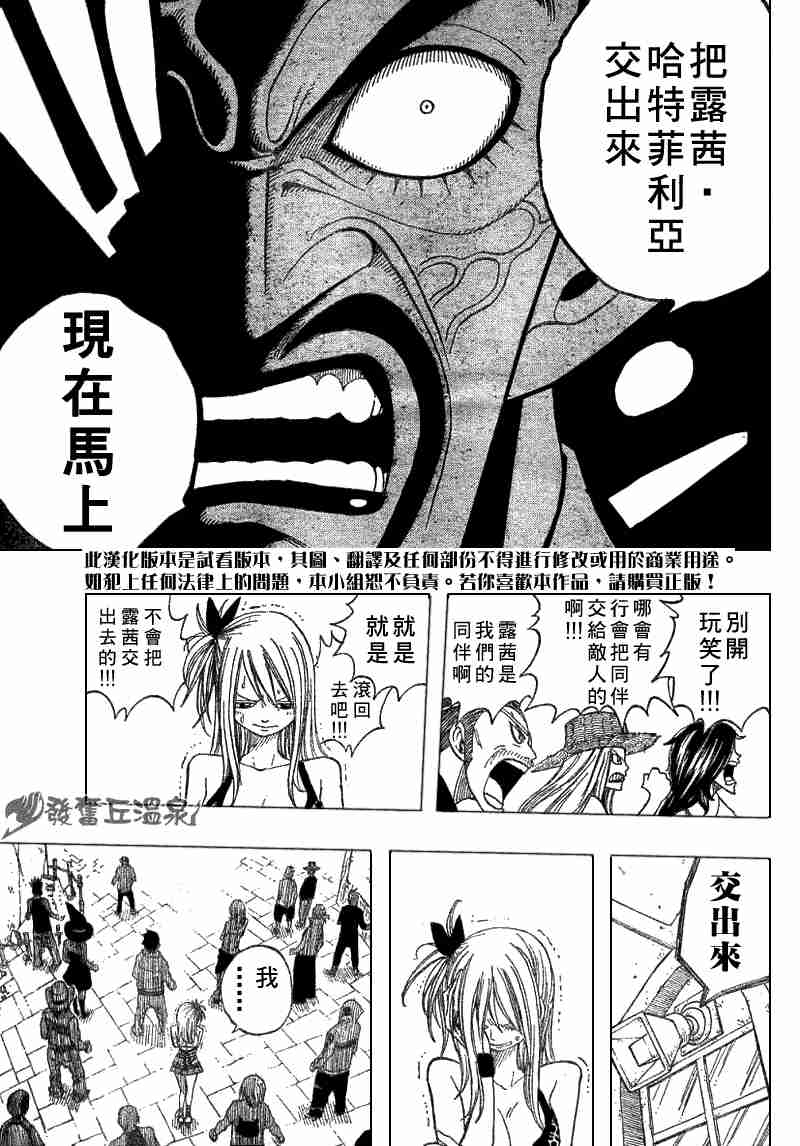 把露茜·
哈特菲利亞
交出來
現在馬上
此漢化版本是試看版本，其圖、翻譯及任何部份不得進行修改或用於商業用途。
如犯上任何法律上的問題，本小組恕不負責。若你喜歡本作品，請購買正版！
別開
玩笑了!!!
哪會有
行會把同伴
交給敵人的
啊!!!
露茜是
我們的
同伴啊
就是
就是
滾回
去吧!!!
不會把
露茜交
出去的!!!
發奮丘溫泉
交出來
我
……